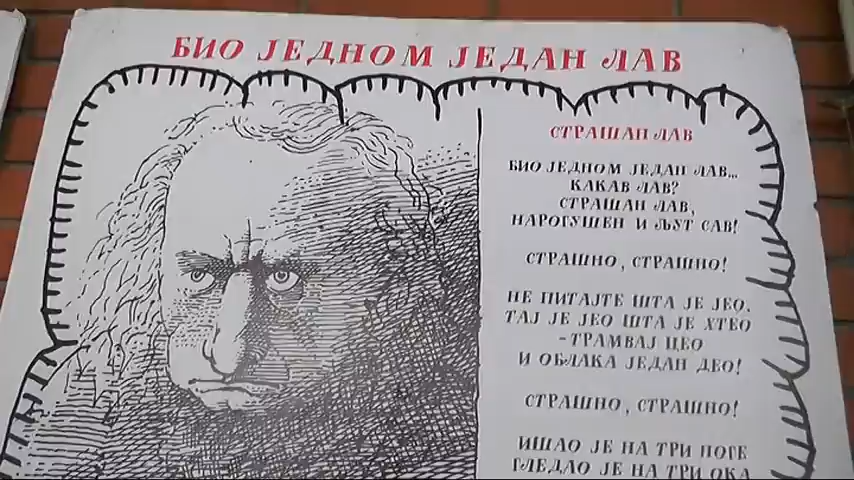 БИО ЈЕДНОМ ЈЕДАН ЛАВ
СТРАШАН ЛАВ
БИО ЈЕДНОМ ЈЕДАН ЛАВ...
КАКАВ ЛАВ?
СТРАШАН ЛАВ,
НАРОГУШЕН И ЉУТ САВ!
СТРАШНО, СТРАШНО!
НЕ ПИТАЈТЕ ШТА ЈЕ ЈЕО.
ТАЈ ЈЕ ЈЕО ШТА ЈЕ ХТЕО
- ТРАМВАЈ ЦЕО
И ОБЛАКА ЈЕДАН ДЕО!
СТРАШНО, СТРАШНО!
ИШАО ЈЕ НА ТРИ НОГЕ
ГЛЕДАО ЈЕ НА ТРИ ОКА